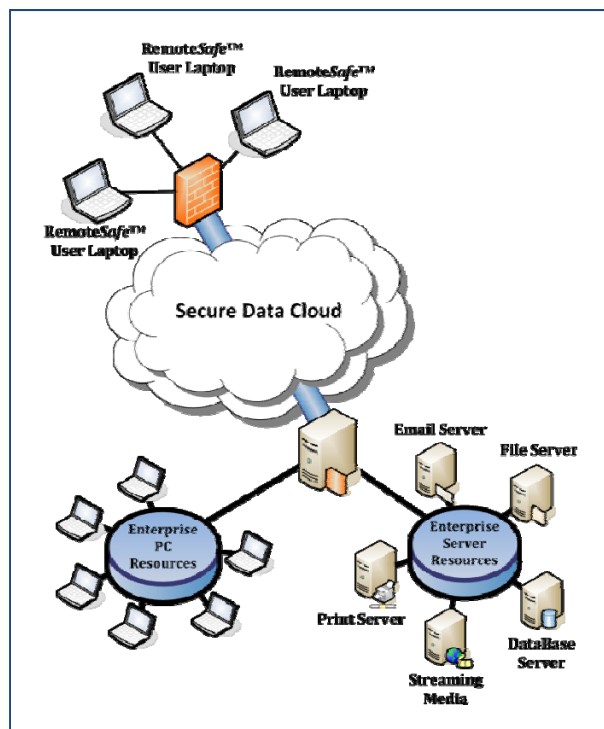 RemoteSafe™
User Laptop
RemoteSafe™
User Laptop
RemoteSafe™
User Laptop
Secure Data Cloud
Email Server
File Server
Enterprise
PC
Resources
Enterprise
Server
Resources
Print Server
DataBase
Server
Streaming
Media